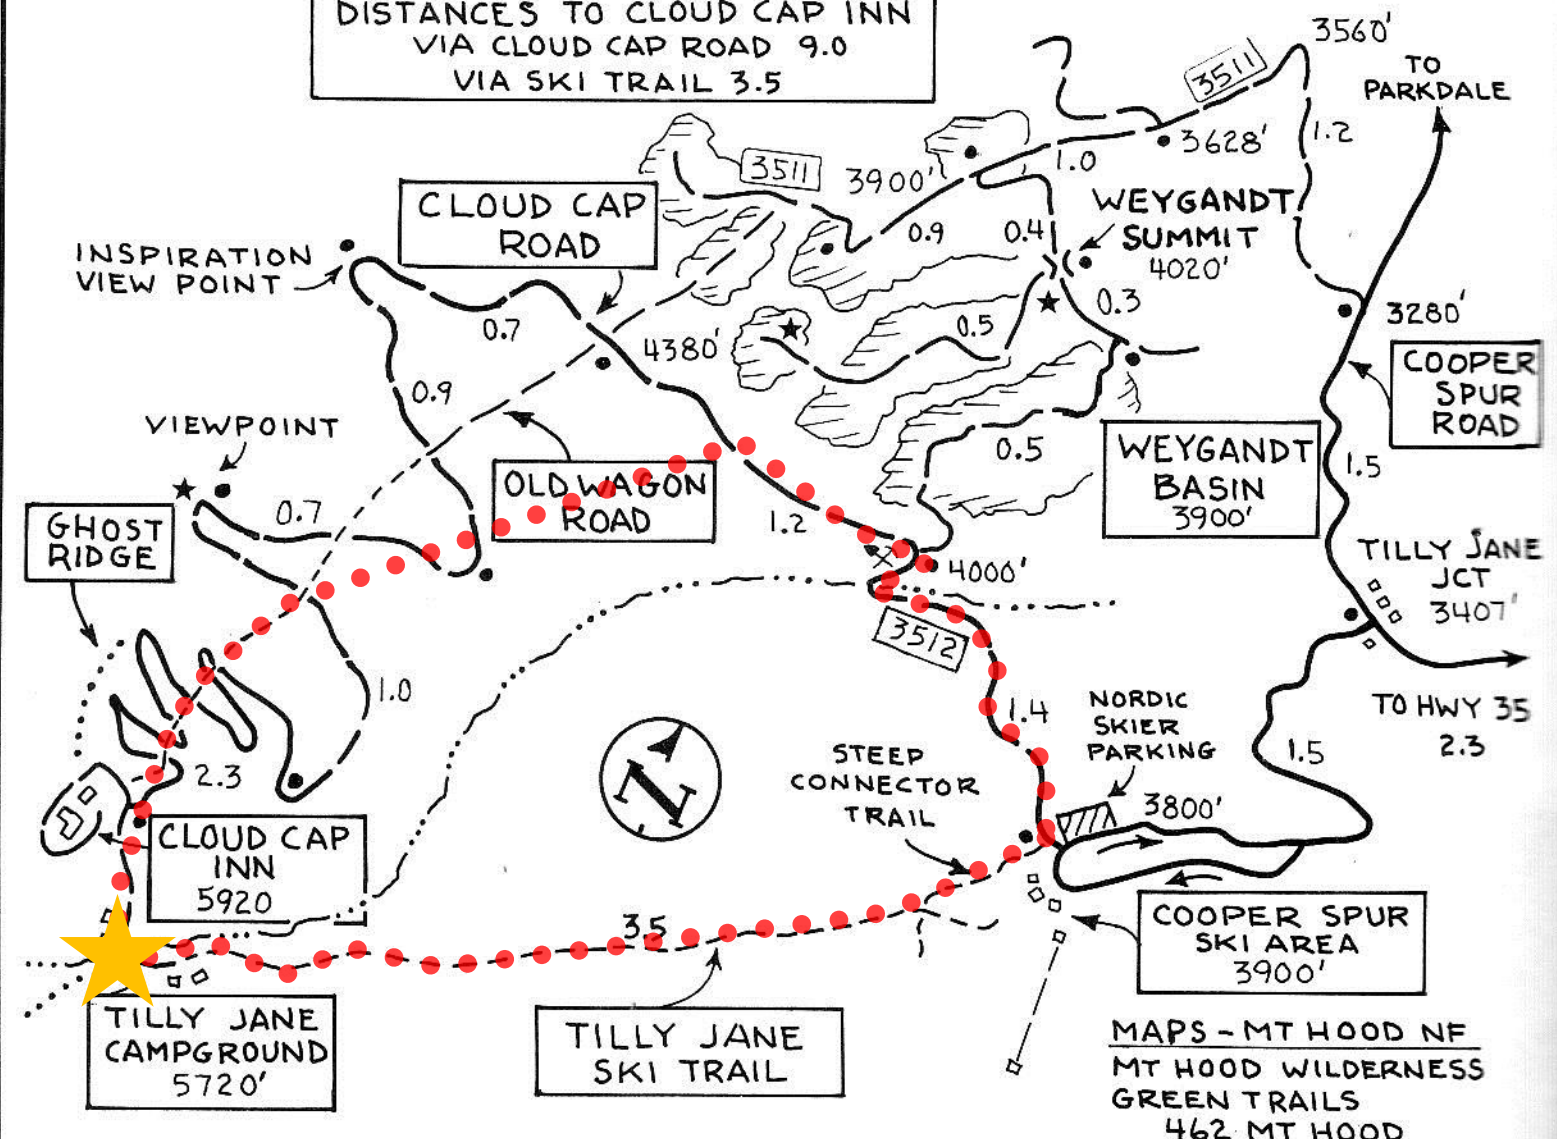 DISTANCES TO CLOUD CAP INN
VIA CLOUD CAP ROAD 9.0
VIA SKI TRAIL 3.5
3560'
TO
PARKDALE
3511
1.2
3628'
1.0
3511
3900'
WEYGANDT
SUMMIT
4020'
0.4
0.9
CLOUD CAP
ROAD
INSPIRATION
VIEW POINT
0.3
3280'
0.7
0.5
4380'
COOPER
SPUR
ROAD
0.9
VIEWPOINT
0.5
WEYGANDT
BASIN
3900'
1.5
OLD WAGON
ROAD
0.7
1.2
GHOST
RIDGE
TILLY JANE
JCT
3407'
4000'
3512
1.0
1.4
NORDIC
SKIER
PARKING
TO HWY 35
2.3
1.5
STEEP
CONNECTOR
TRAIL
2.3
Z
3800'
CLOUD CAP
INN
5920
3.5
COOPER SPUR
SKI AREA
3900'
TILLY JANE
CAMPGROUND
5720'
TILLY JANE
SKI TRAIL
MAPS - MT HOOD NF
MT HOOD WILDERNESS
GREEN TRAILS
462 MT HOOD